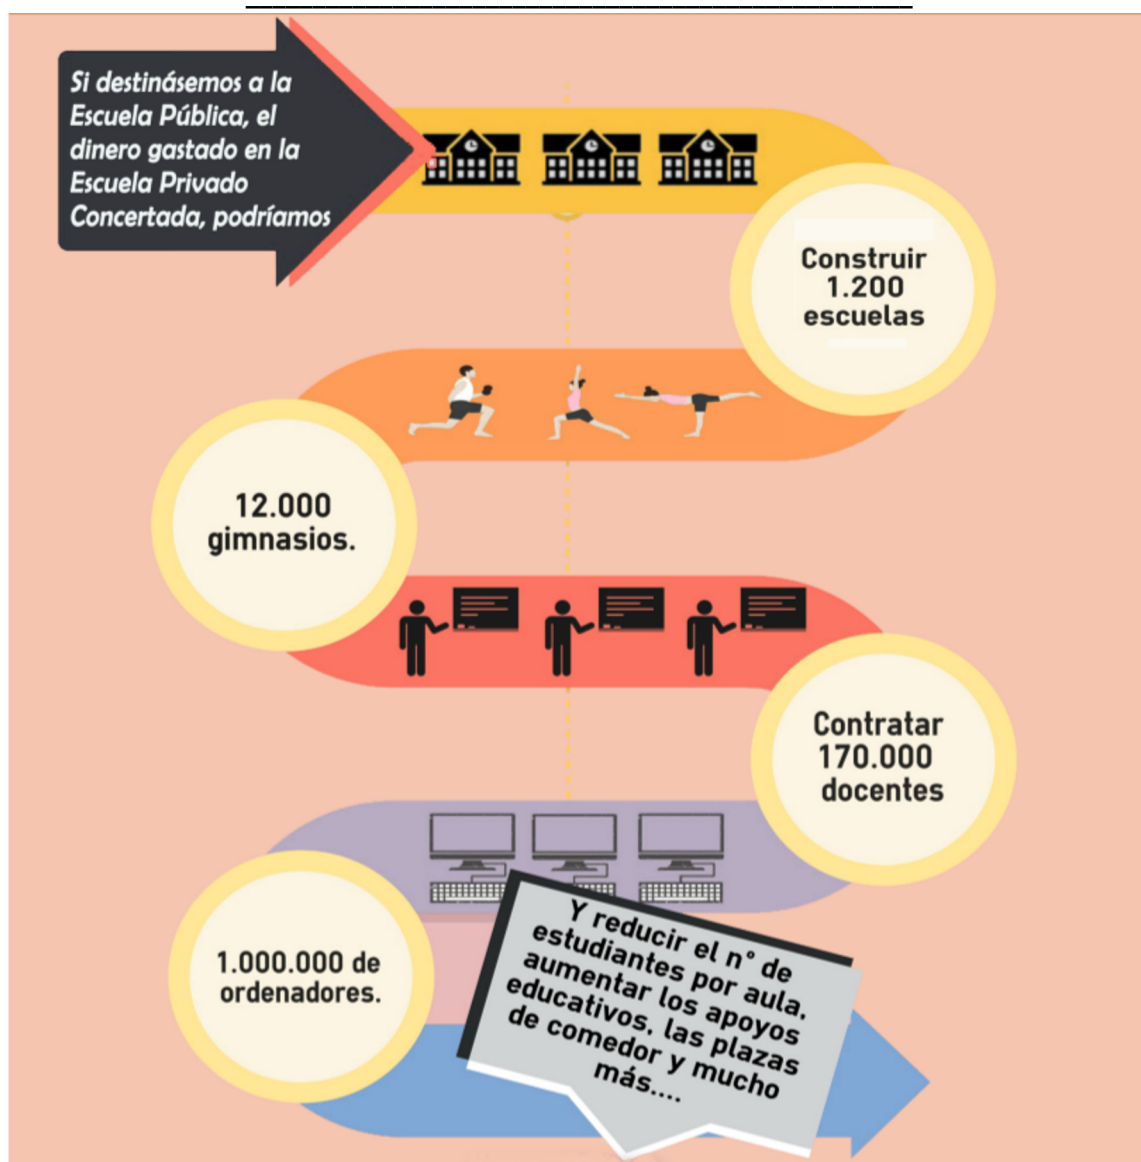 Si destinásemos a la
Escuela Pública, el
dinero gastado en la
Escuela Privado
Concertada, podríamos
Construir
1.200
escuelas
12.000
gimnasios.
Contratar
170.000
docentes
1.000.000 de
ordenadores.
Y reducir el n° de
estudiantes por aula,
aumentar los apoyos
educativos, las plazas
de comedor y mucho
más....